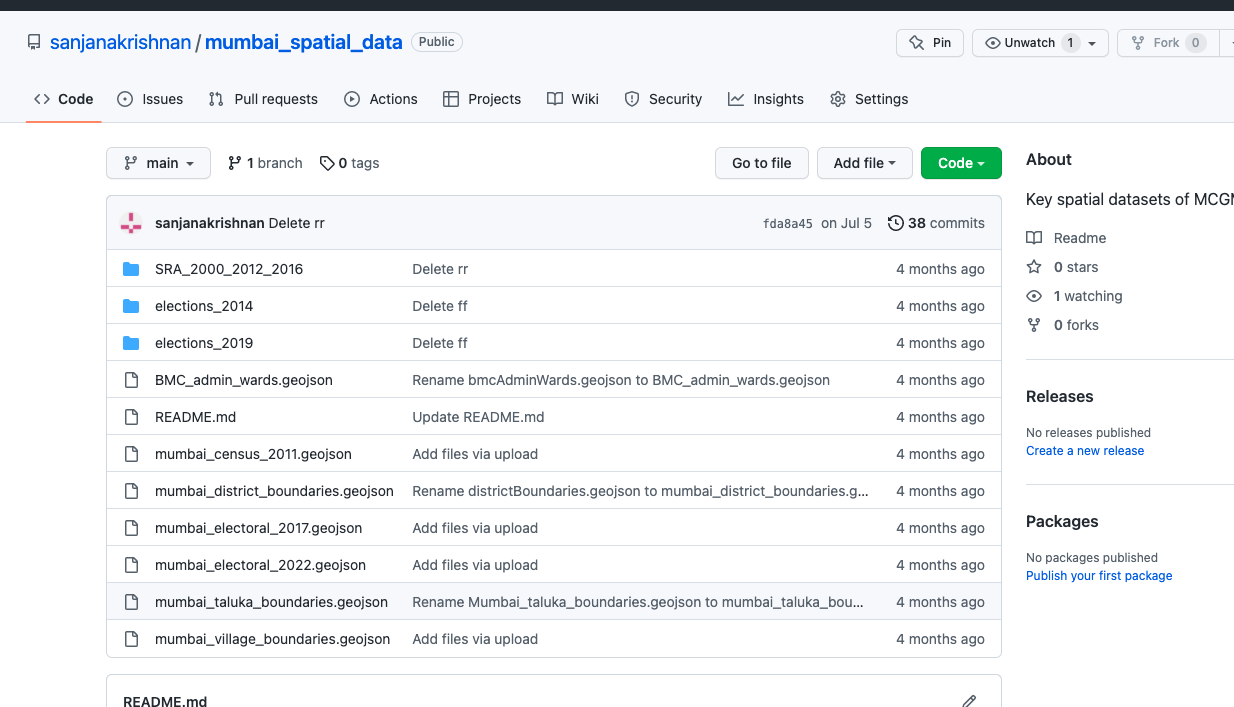 sanjanakrishnan / mumbai_spatial_data Public
Pin Unwatch 1 Fork 0
Code Issues Pull requests Actions Projects Wiki Security Insights Settings
main 1 branch 0 tags Go to file Add file Code
sanjanakrishnan Delete rr fda8a45 on Jul 5 38 commits
SRA_2000_2012_2016 Delete rr 4 months ago
elections_2014 Delete ff 4 months ago
elections_2019 Delete ff 4 months ago
BMC_admin_wards.geojson Rename bmcAdminWards.geojson to BMC_admin_wards.geojson 4 months ago
README.md Update README.md 4 months ago
mumbai_census_2011.geojson Add files via upload 4 months ago
mumbai_district_boundaries.geojson Rename districtBoundaries.geojson to mumbai_district_boundaries.g... 4 months ago
mumbai_electoral_2017.geojson Add files via upload 4 months ago
mumbai_electoral_2022.geojson Add files via upload 4 months ago
mumbai_taluka_boundaries.geojson Rename Mumbai_taluka_boundaries.geojson to mumbai_taluka_bou... 4 months ago
mumbai_village_boundaries.geojson Add files via upload 4 months ago
README.md
About
Key spatial datasets of MCGM
Readme
0 stars
1 watching
0 forks
Releases
No releases published
Create a new release
Packages
No packages published
Publish your first package